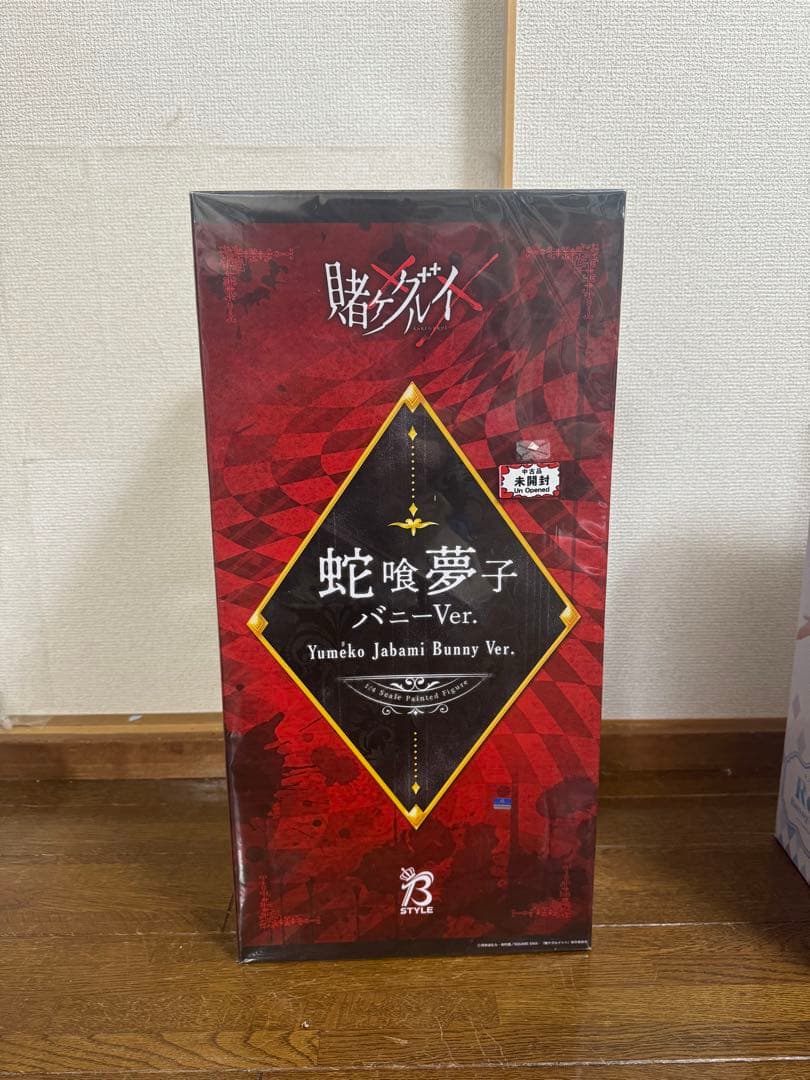 賭ケグルイ
××
KAKEGURUI
中古品
未開封
Un Opened
蛇喰夢子
バニーVer.
Yumeko Jabami Bunny Ver.
1/4 Scale Painted Figure
B
STYLE